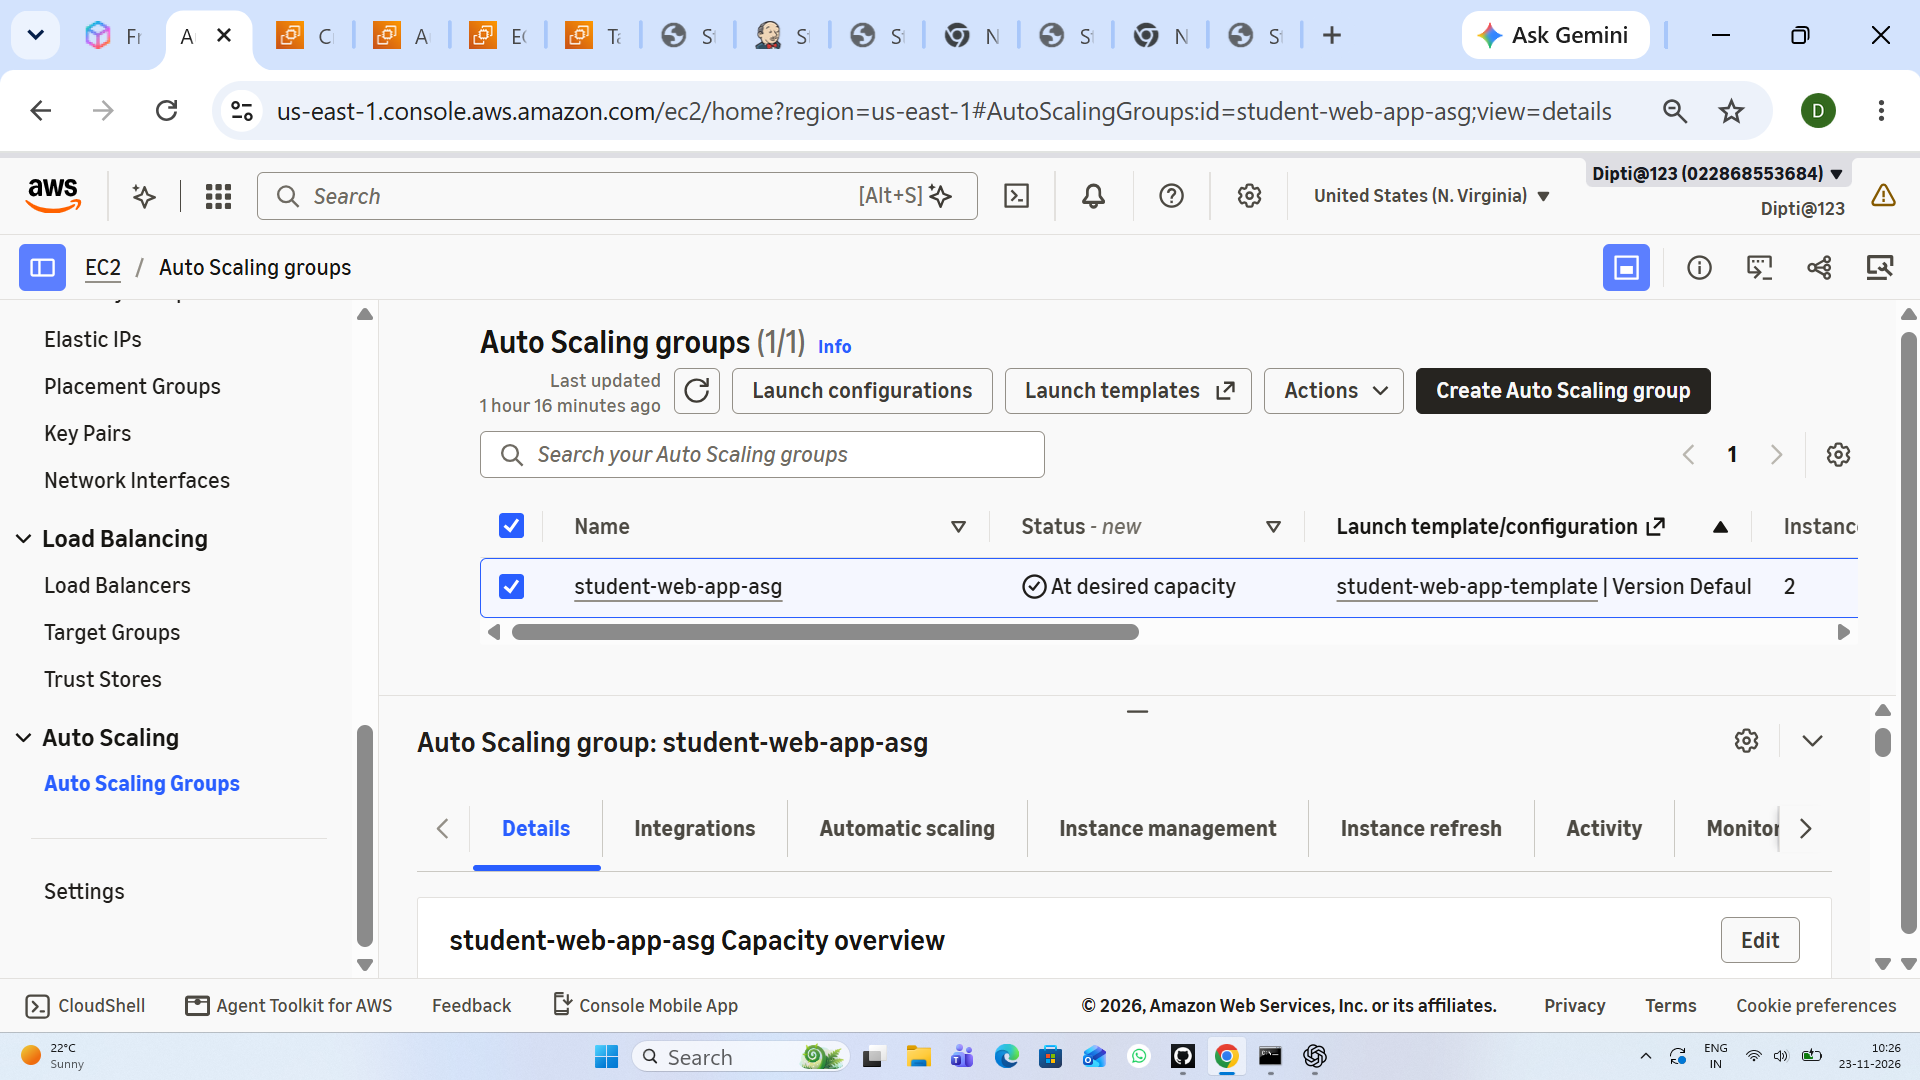 Fr
A
C
A
EC
Ta
St
St
St
N
St
N
St
Ask Gemini
us-east-1.console.aws.amazon.com/ec2/home?region=us-east-1#AutoScalingGroups:id=student-web-app-asg;view=details
D
aws
Search
[Alt+S]
United States (N. Virginia)
Dipti@123 (022868553684)
Dipti@123
EC2 / Auto Scaling groups
Elastic IPs
Placement Groups
Key Pairs
Network Interfaces
Load Balancing
Load Balancers
Target Groups
Trust Stores
Auto Scaling
Auto Scaling Groups
Settings
Auto Scaling groups (1/1) Info
Last updated
1 hour 16 minutes ago
Launch configurations
Launch templates
Actions
Create Auto Scaling group
Search your Auto Scaling groups
1
Name
Status - new
Launch template/configuration
Instanc
student-web-app-asg
At desired capacity
student-web-app-template | Version Defaul
2
Auto Scaling group: student-web-app-asg
Details
Integrations
Automatic scaling
Instance management
Instance refresh
Activity
Monitor
student-web-app-asg Capacity overview
Edit
CloudShell
Agent Toolkit for AWS
Feedback
Console Mobile App
© 2026, Amazon Web Services, Inc. or its affiliates.
Privacy
Terms
Cookie preferences
22°C
Sunny
Search
ENG
IN
10:26
23-11-2026